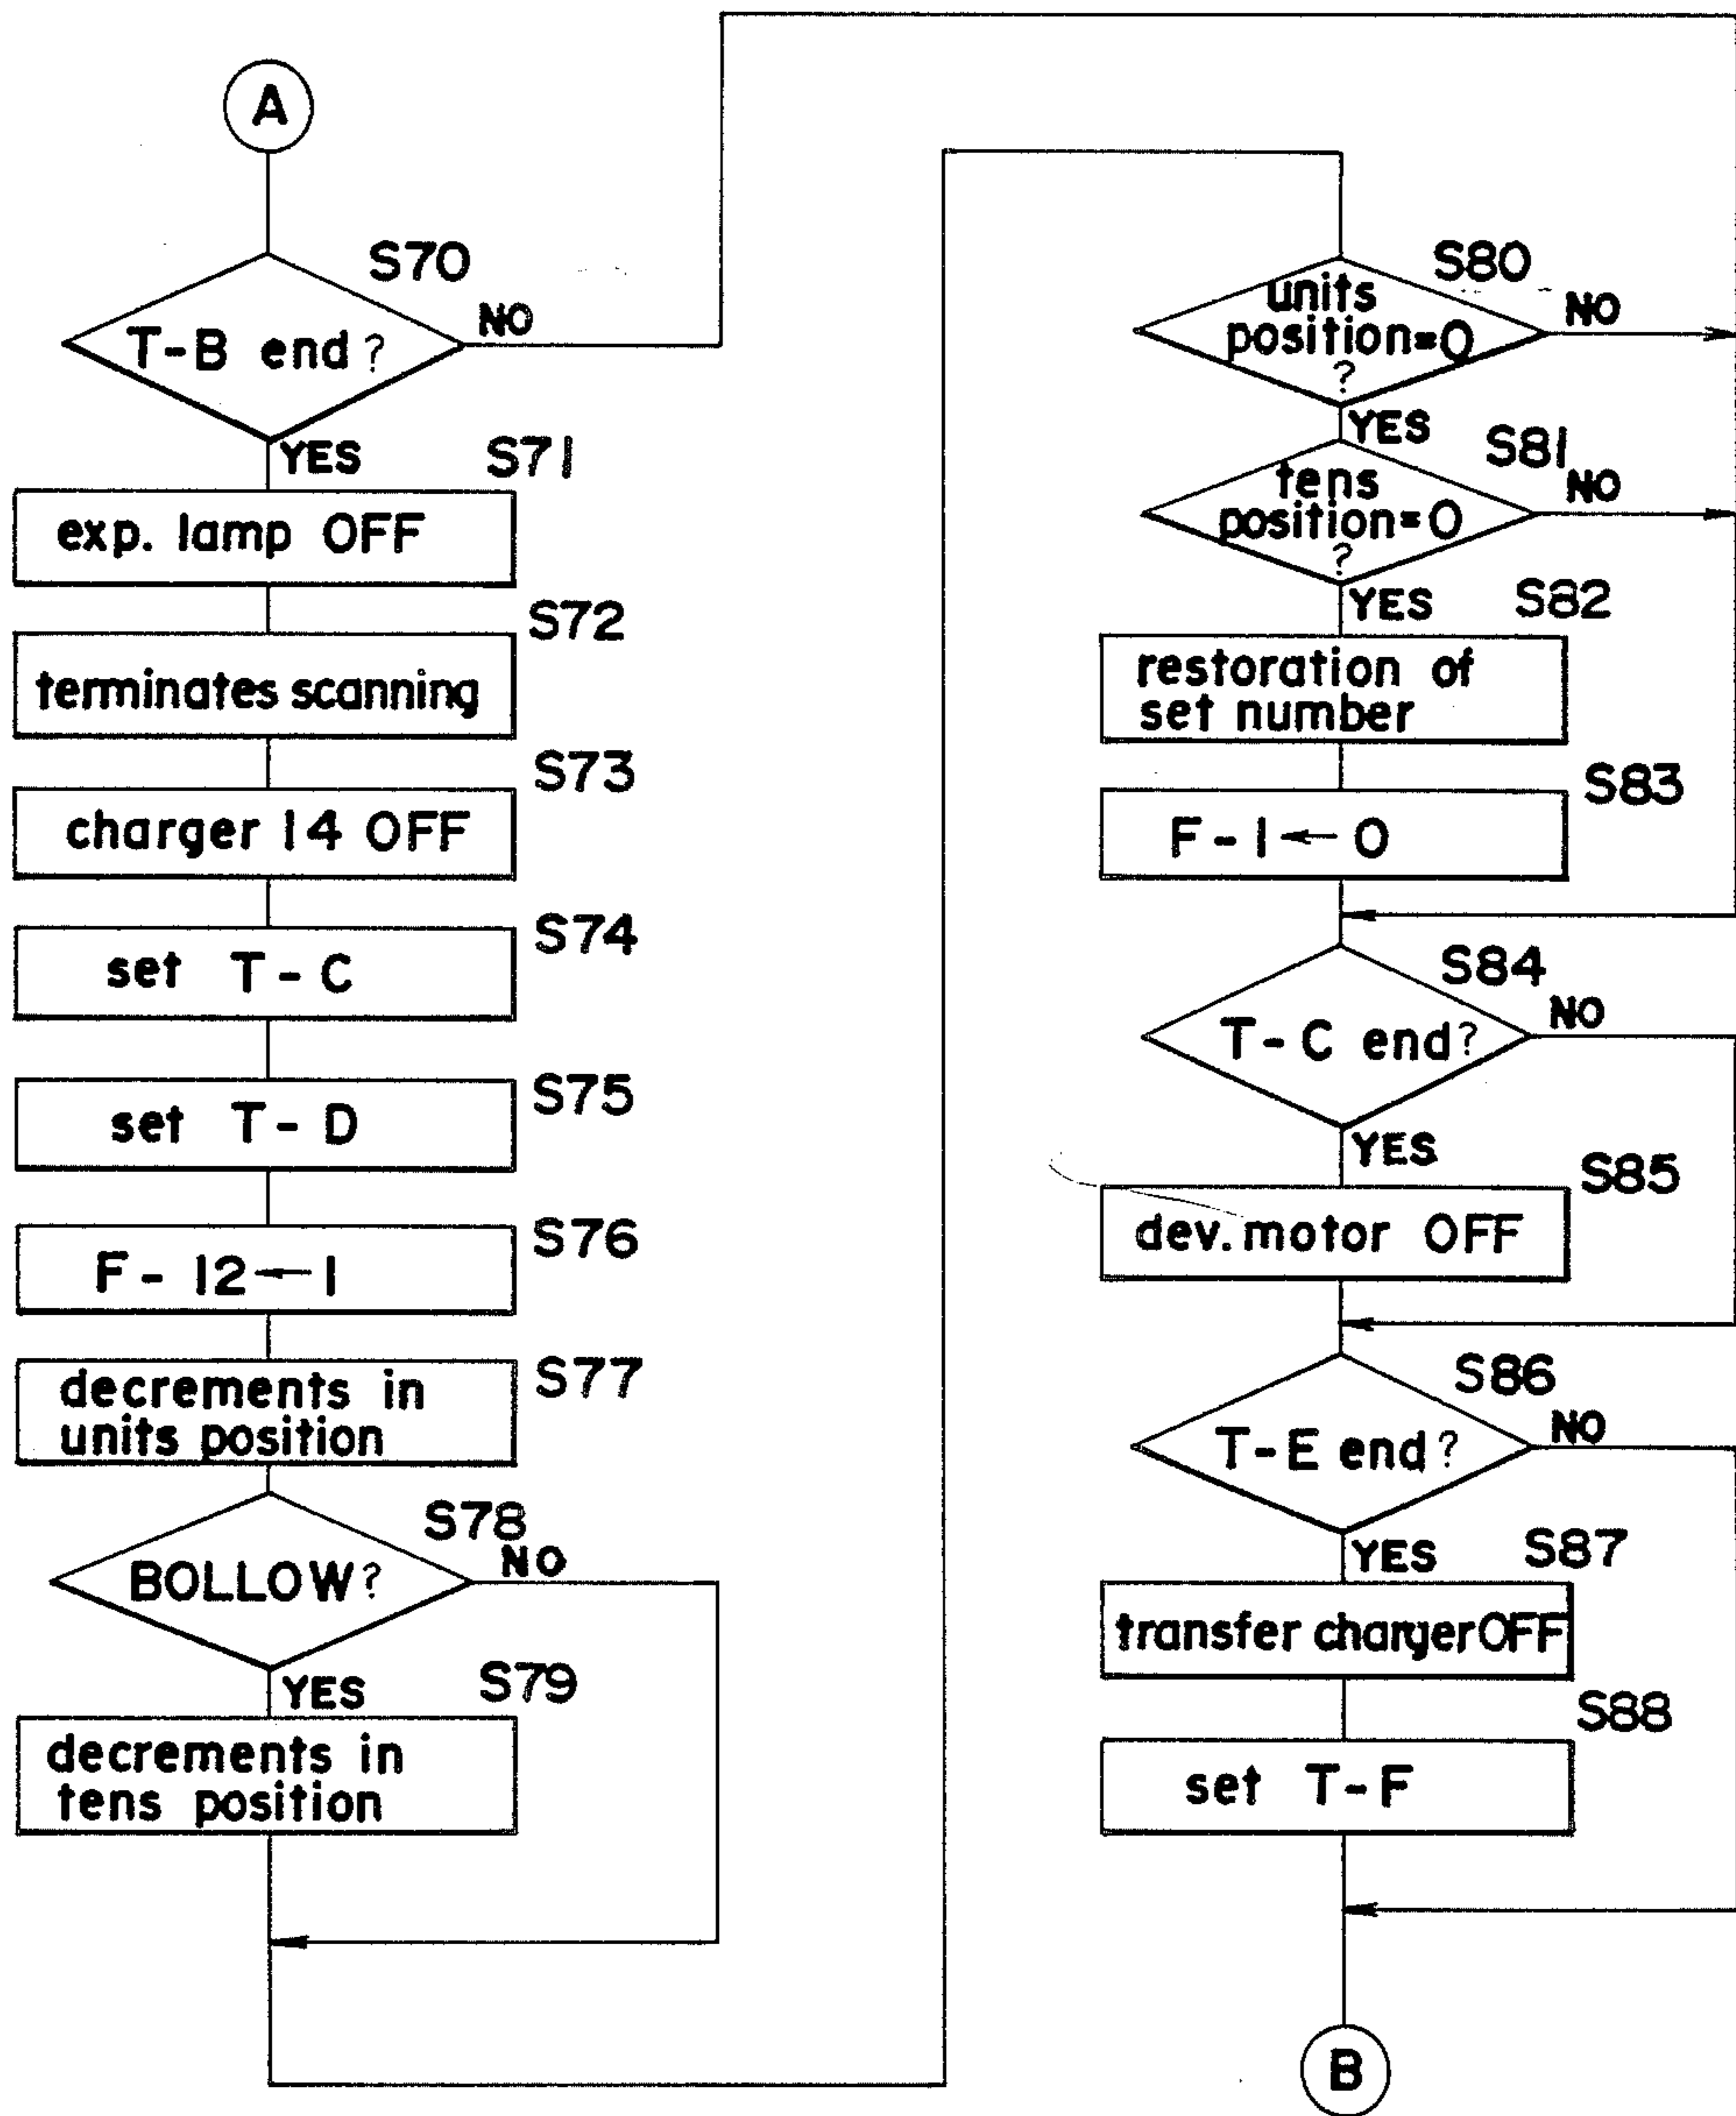 A
S70
T-B end?
NO
YES
S71
exp. lamp OFF
S72
terminates scanning
S73
charger 14 OFF
S74
set T-C
S75
set T-D
S76
F-12←1
S77
decrements in
units position
S78
BOLLOW?
NO
YES
S79
decrements in
tens position
S80
units
position=0
?
NO
YES
S81
tens
position=0
?
NO
YES
S82
restoration of
set number
S83
F-1←0
S84
T-C end?
NO
YES
S85
dev. motor OFF
S86
T-E end?
NO
YES
S87
transfer charger OFF
S88
set T-F
B